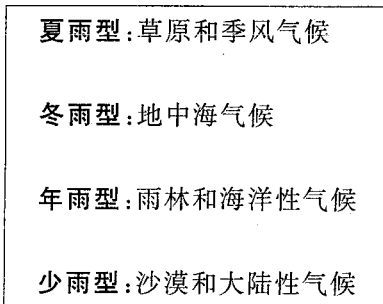 夏雨型:草原和季风气候
冬雨型:地中海气候
年雨型:雨林和海洋性气候
少雨型:沙漠和大陆性气候